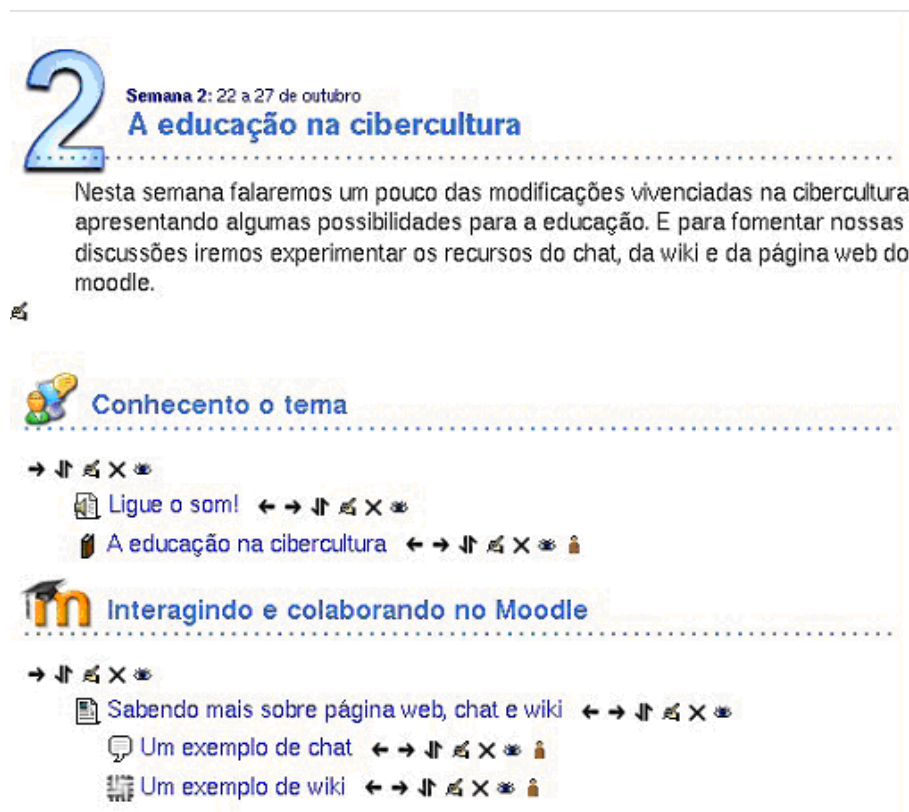 2
Semana 2: 22 a 27 de outubro
A educação na cibercultura
Nesta semana falaremos um pouco das modificações vivenciadas na cibercultura
apresentando algumas possibilidades para a educação. E para fomentar nossas
discussões iremos experimentar os recursos do chat, da wiki e da página web do
moodle.
Conhecento o tema
Ligue o som!
A educação na cibercultura
m Interagindo e colaborando no Moodle
Sabendo mais sobre página web, chat e wiki
Um exemplo de chat
Um exemplo de wiki